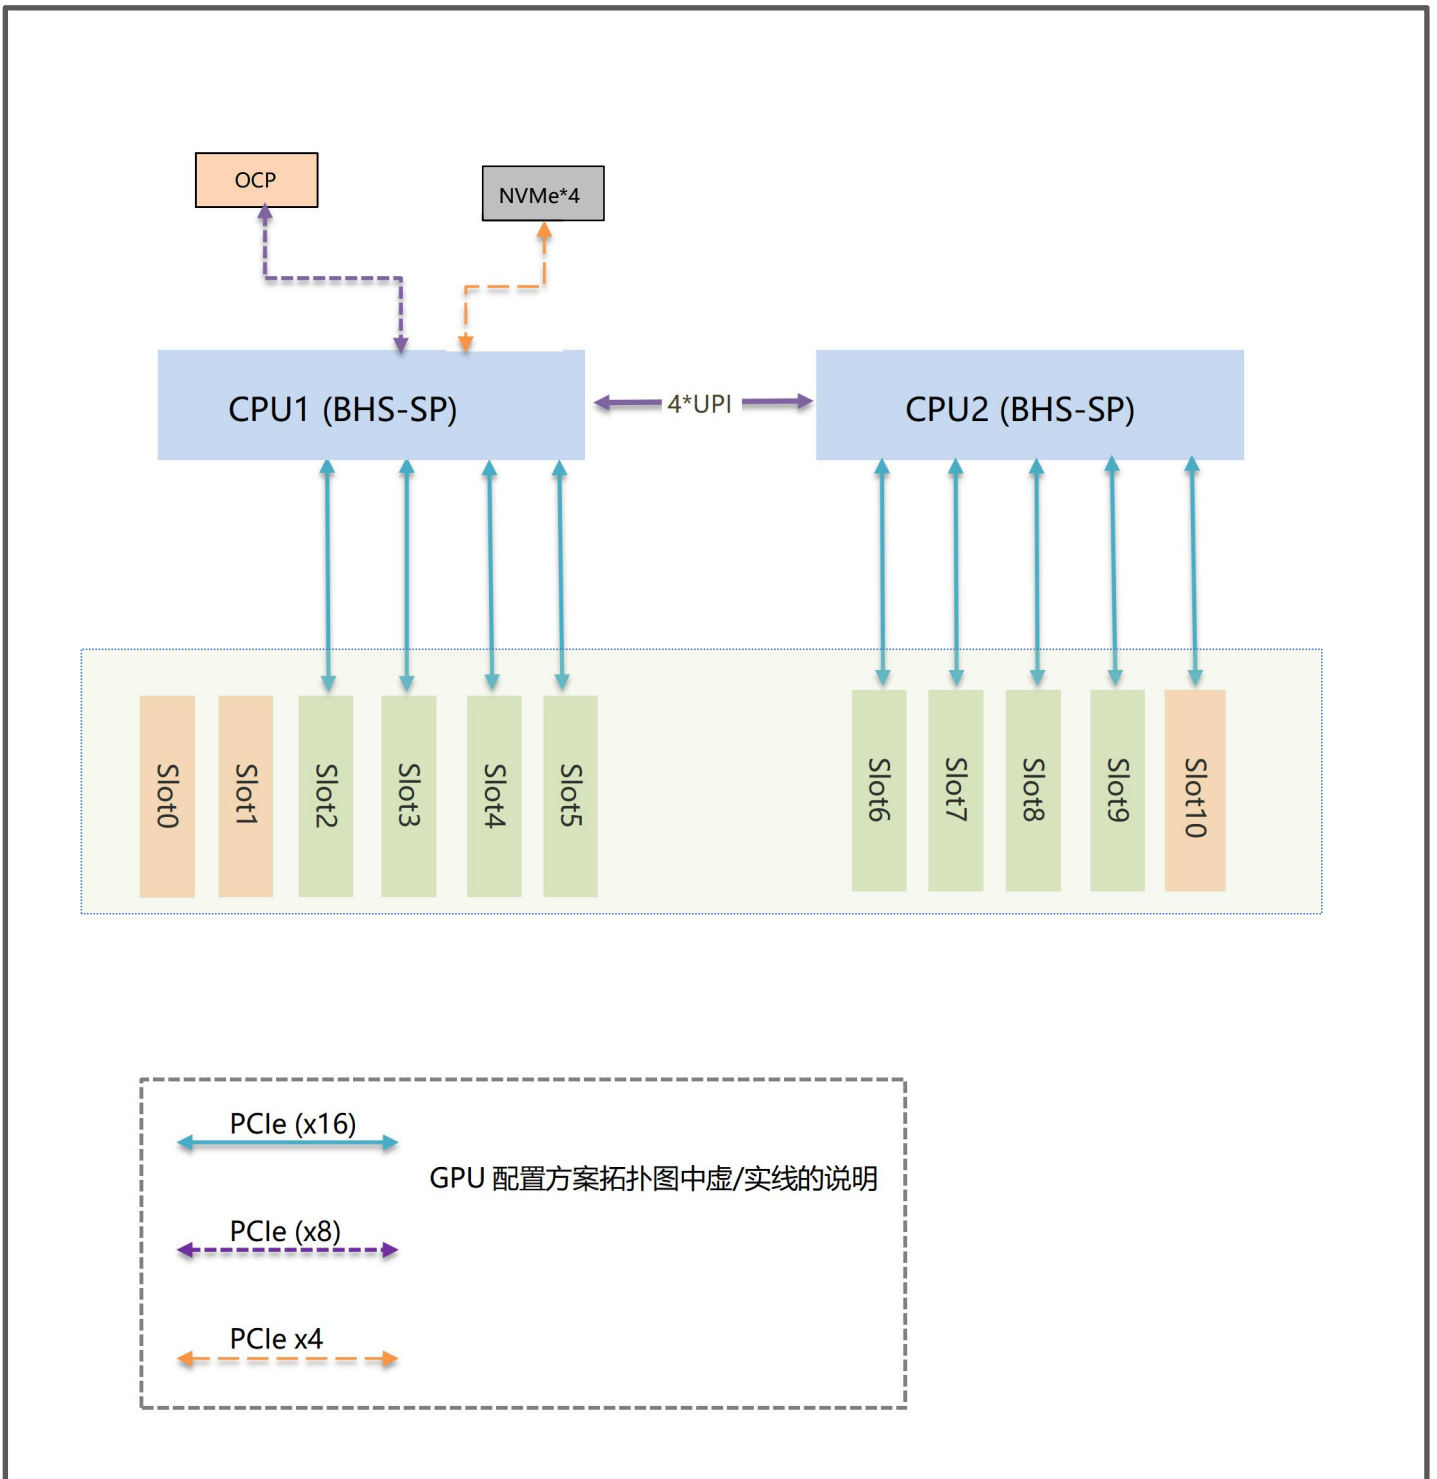 OCP
NVMe*4
CPU1 (BHS-SP)
4*UPI
CPU2 (BHS-SP)
Slot0
Slot1
Slot2
Slot3
Slot4
Slot5
Slot6
Slot7
Slot8
Slot9
Slot10
PCIe (x16)
GPU 配置方案拓扑图中虚/实线的说明
PCIe (x8)
PCIe x4